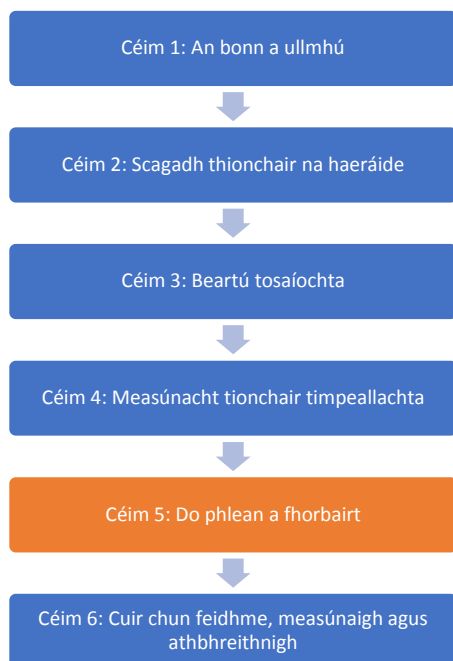 Céim 1: An bonn a ullmhú
Céim 2: Scagadh thionchair na haeráide
Céim 3: Beartú tosaíochta
Céim 4: Measúnacht tionchair timpeallachta
Céim 5: Do phlean a fhorbairt
Céim 6: Cuir chun feidhme, measúnaigh agus
athbhreithnigh